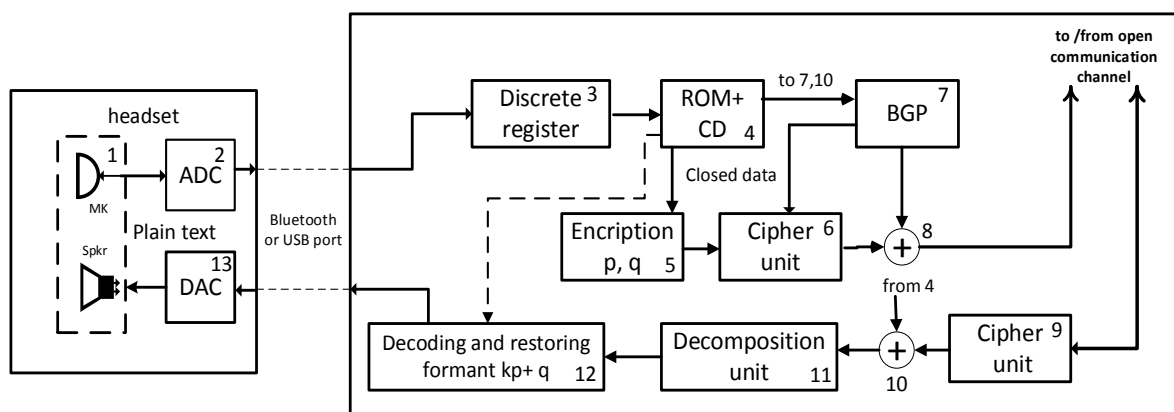 to /from open
communication
channel
headset
1
MK
2
ADC
Plain text
Spkr
13
DAC
Bluetooth
or USB port
Discrete 3
register
ROM+
CD 4
to 7,10
7
BGP
Closed data
Encription
p, q 5
Cipher 6
unit
+ 8
from 4
Decoding and restoring
formant kp+ q 12
Decomposition
unit 11
+
10
Cipher 9
unit